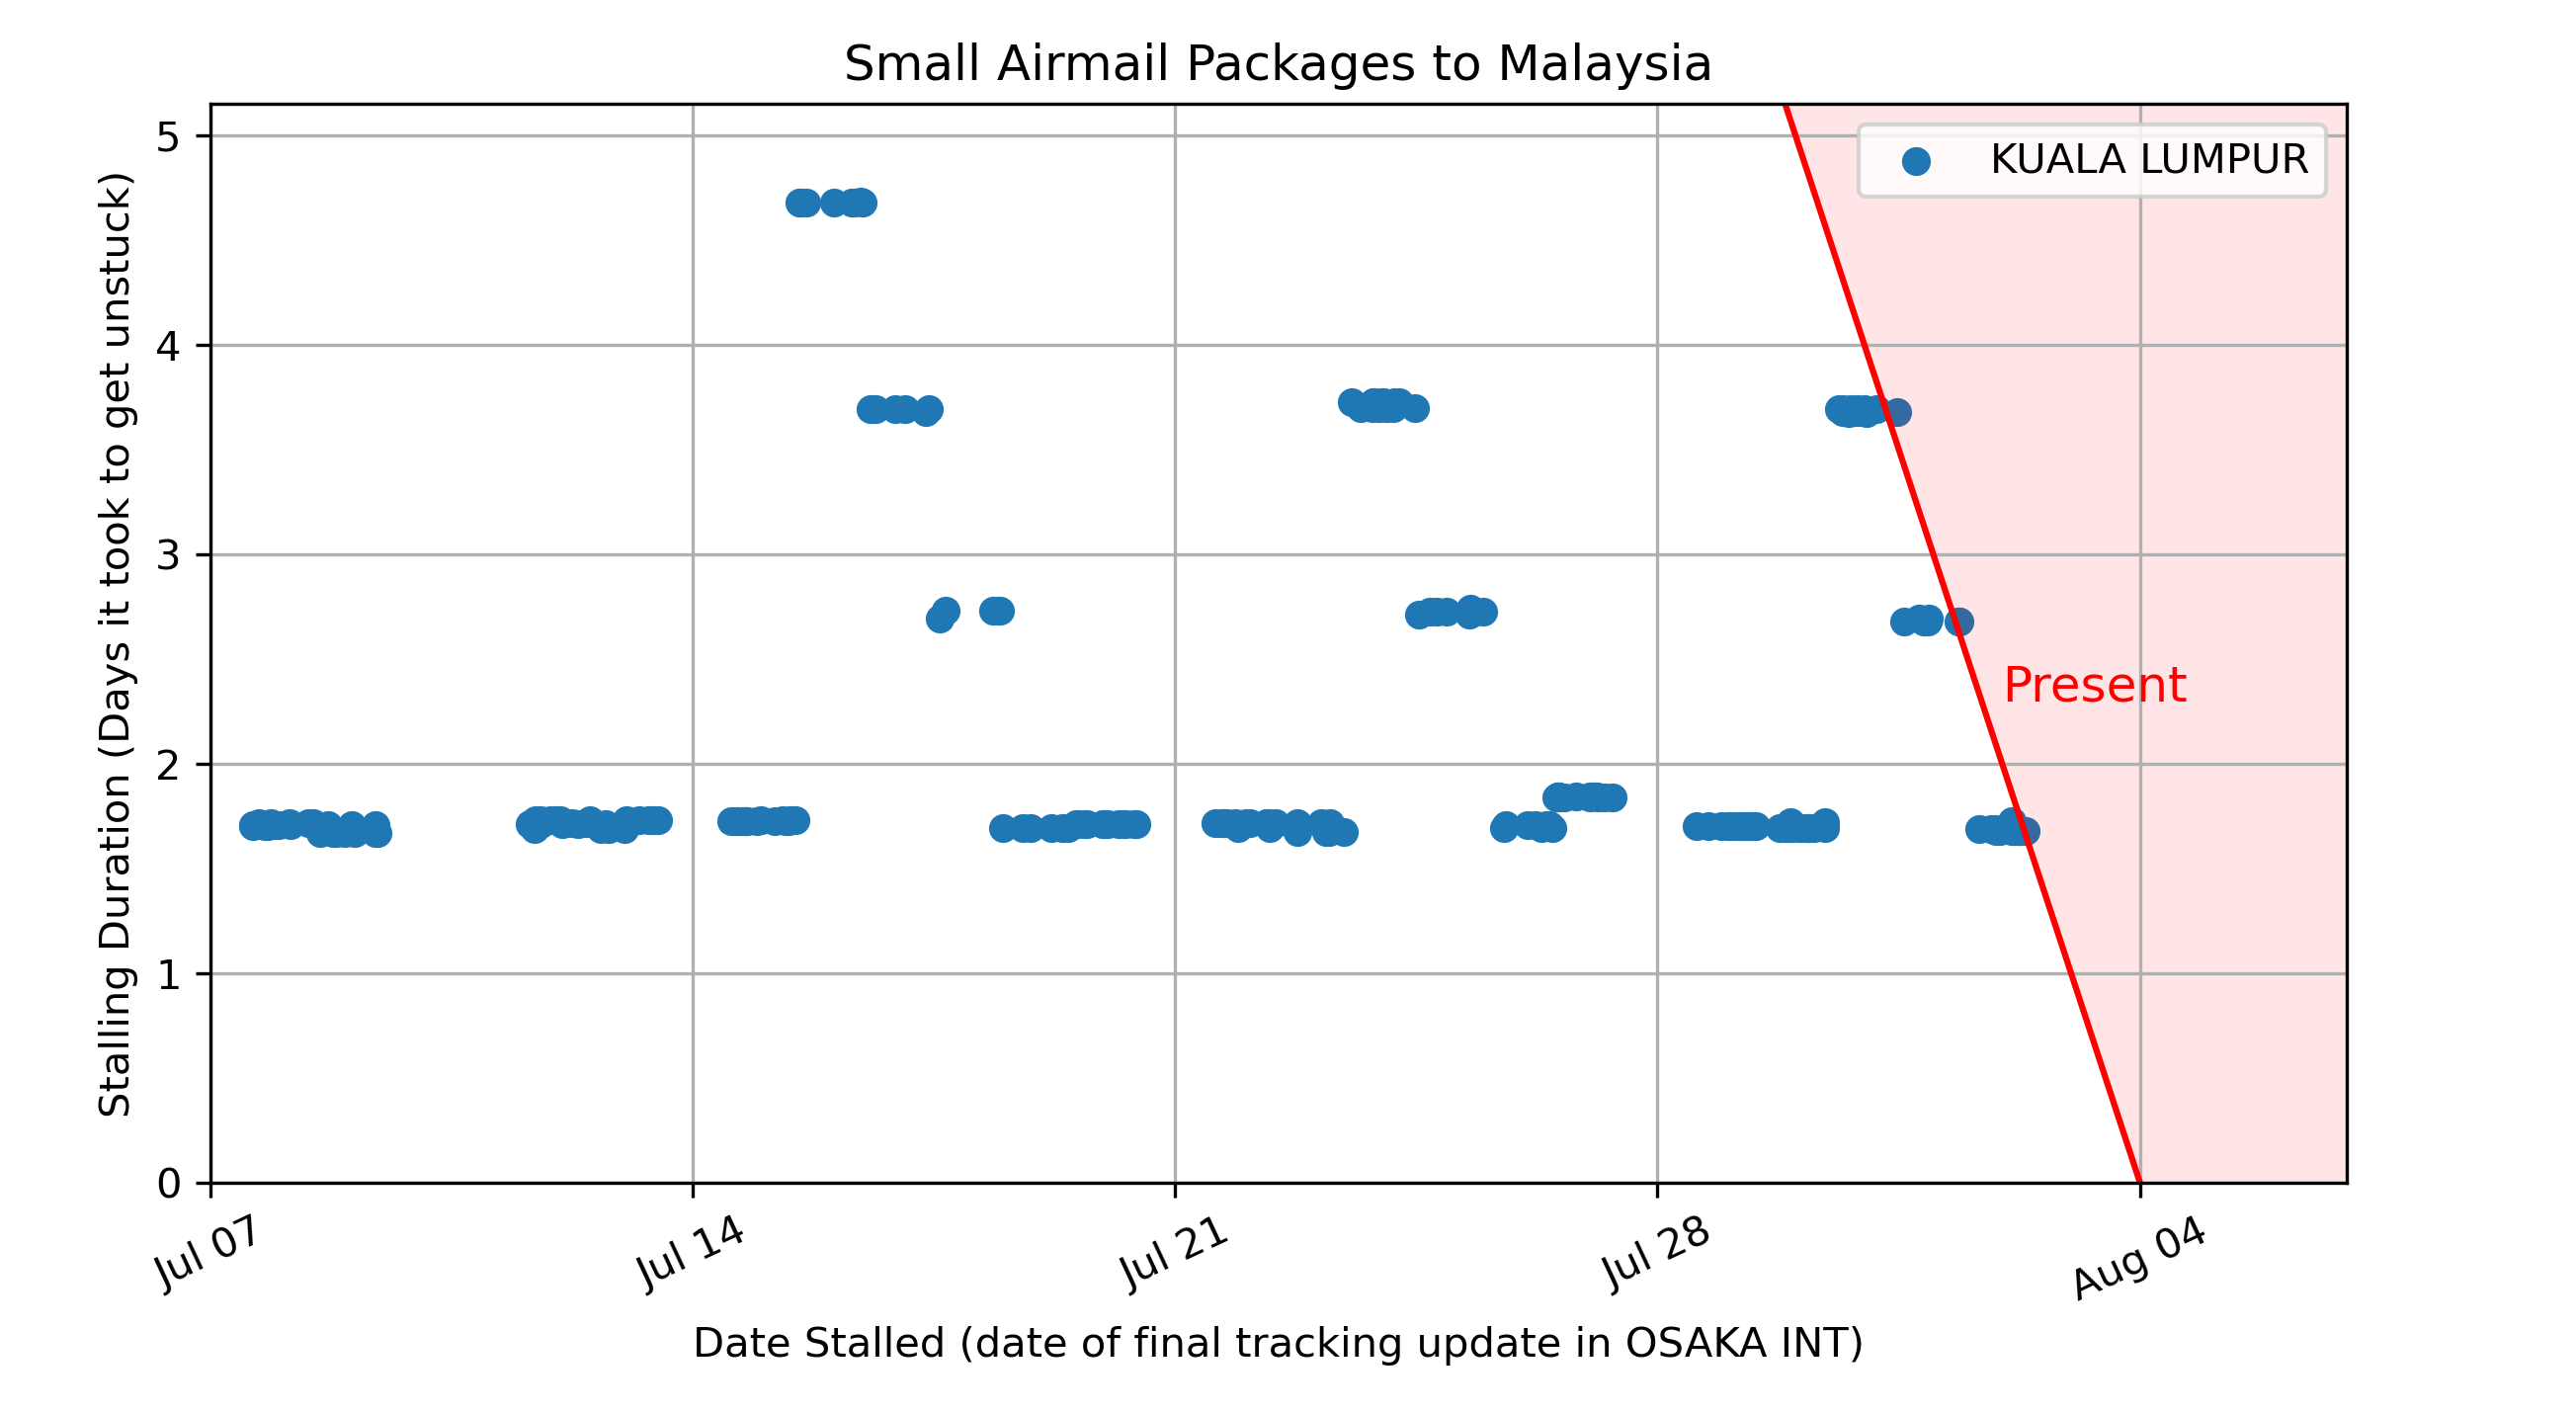 Small Airmail Packages to Malaysia
KUALA LUMPUR
Present
Stalling Duration (Days it took to get unstuck)
5
4
3
2
1
0
Jul 07
Jul 14
Jul 21
Jul 28
Aug 04
Date Stalled (date of final tracking update in OSAKA INT)